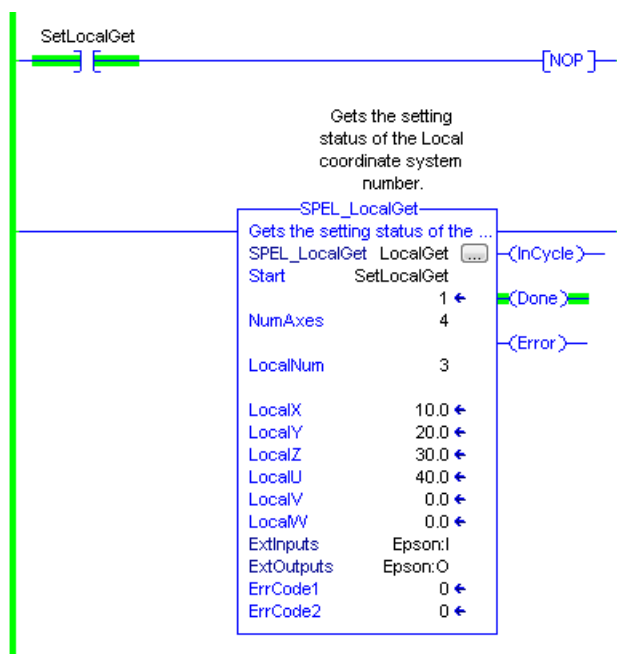 SetLocalGet
NOP
Gets the setting
status of the Local
coordinate system
number.
SPEL_LocalGet
Gets the setting status of the ...
SPEL_LocalGet LocalGet ...
(InCycle)
Start SetLocalGet
1
(Done)
NumAxes 4
(Error)
LocalNum 3
LocalX 10.0
LocalY 20.0
LocalZ 30.0
LocalU 40.0
LocalV 0.0
LocalW 0.0
ExtInputs Epson:I
ExtOutputs Epson:O
ErrCode1 0
ErrCode2 0